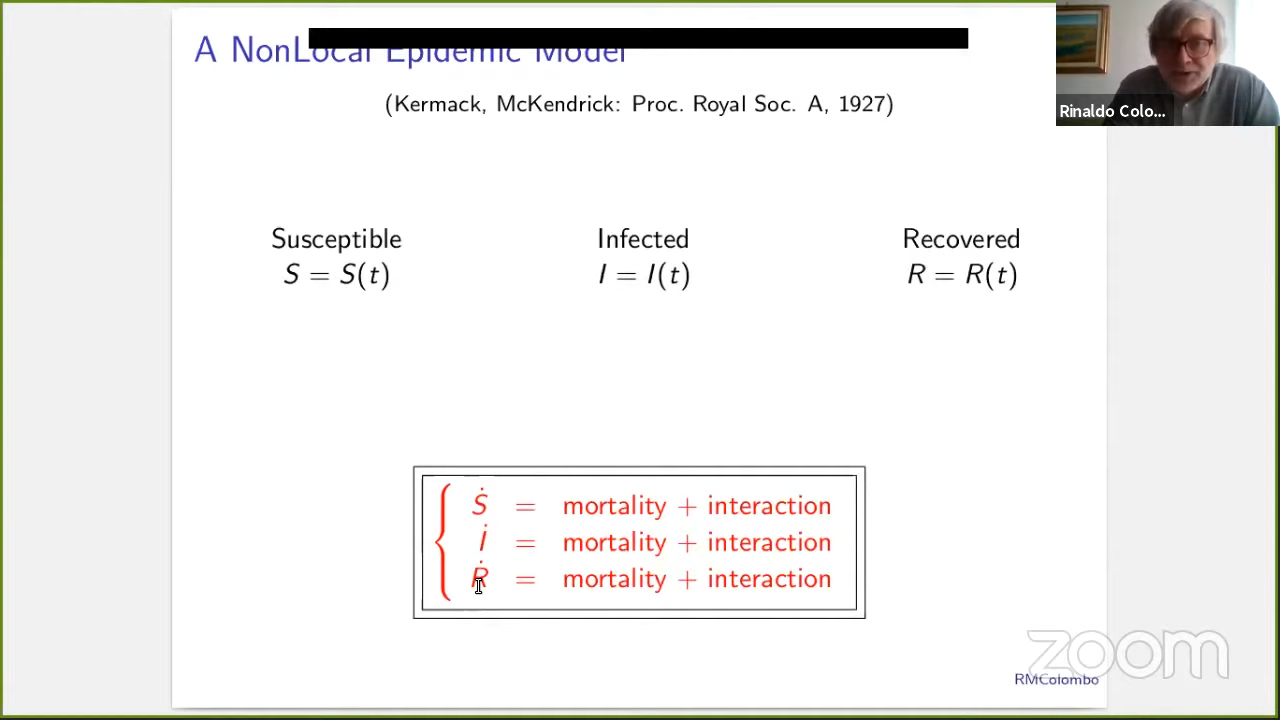 A NonLocal Epidemic Model
(Kermack, McKendrick: Proc. Royal Soc. A, 1927)
Susceptible Infected Recovered
S = S(t) I = I(t) R = R(t)
Ṡ = mortality + interaction
İ = mortality + interaction
Ṙ = mortality + interaction
Rinaldo Colo...
zoom
RMColombo